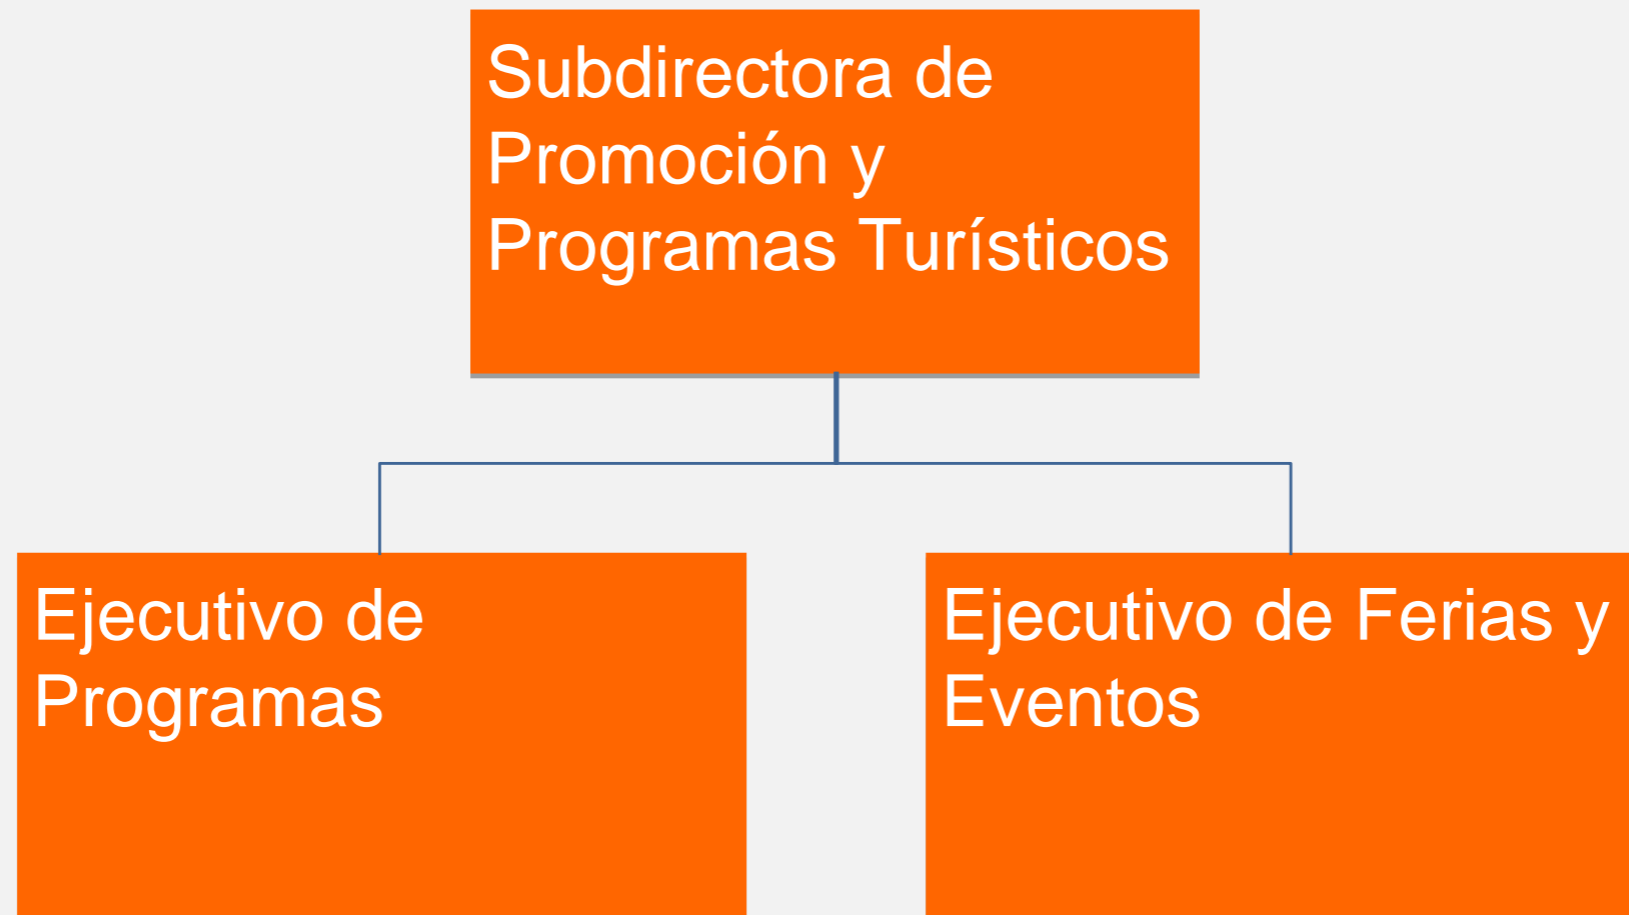 Subdirectora de
Promoción y
Programas Turísticos
Ejecutivo de
Programas
Ejecutivo de Ferias y
Eventos